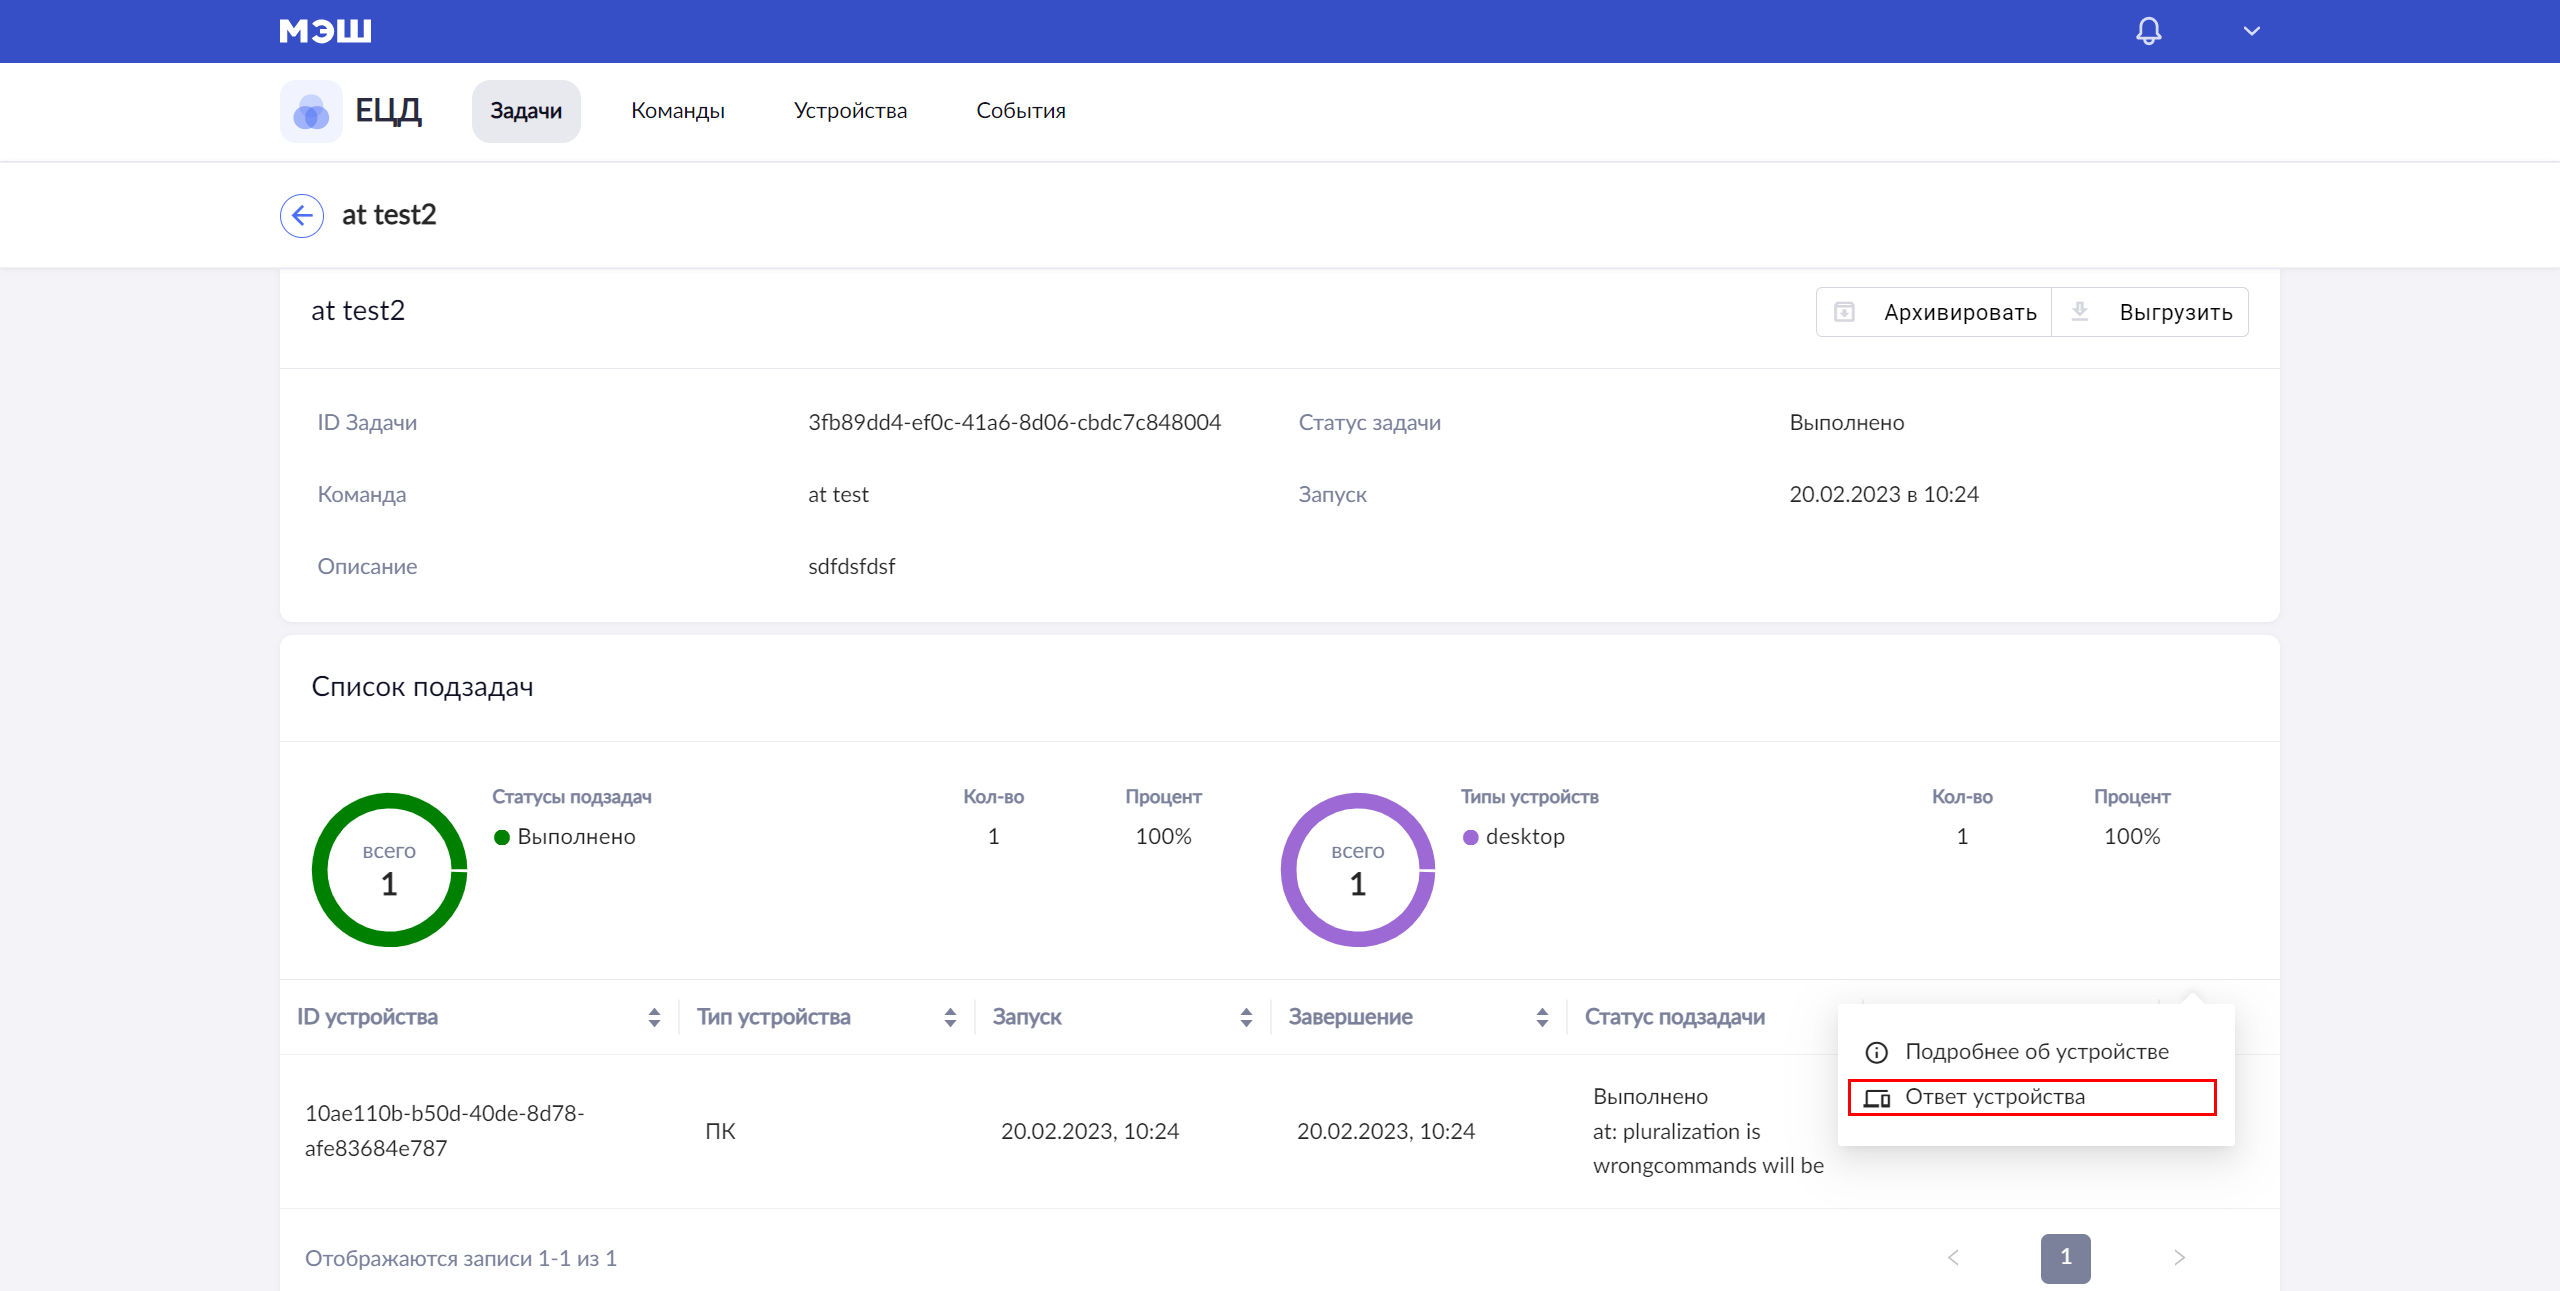 МЭШ
ЕЦД
Задачи
Команды
Устройства
События
at test2
at test2
Архивировать
Выгрузить
ID Задачи
3fb89dd4-ef0c-41a6-8d06-cbdc7c848004
Статус задачи
Выполнено
Команда
at test
Запуск
20.02.2023 в 10:24
Описание
sdfdsfdsf
Список подзадач
всего
1
Статусы подзадач
Кол-во
Процент
Выполнено
1
100%
всего
1
Типы устройств
Кол-во
Процент
desktop
1
100%
ID устройства
Тип устройства
Запуск
Завершение
Статус подзадачи
Подробнее об устройстве
Ответ устройства
10ae110b-b50d-40de-8d78-
afe83684e787
ПК
20.02.2023, 10:24
20.02.2023, 10:24
Выполнено
at: pluralization is
wrongcommands will be
Отображаются записи 1-1 из 1
1